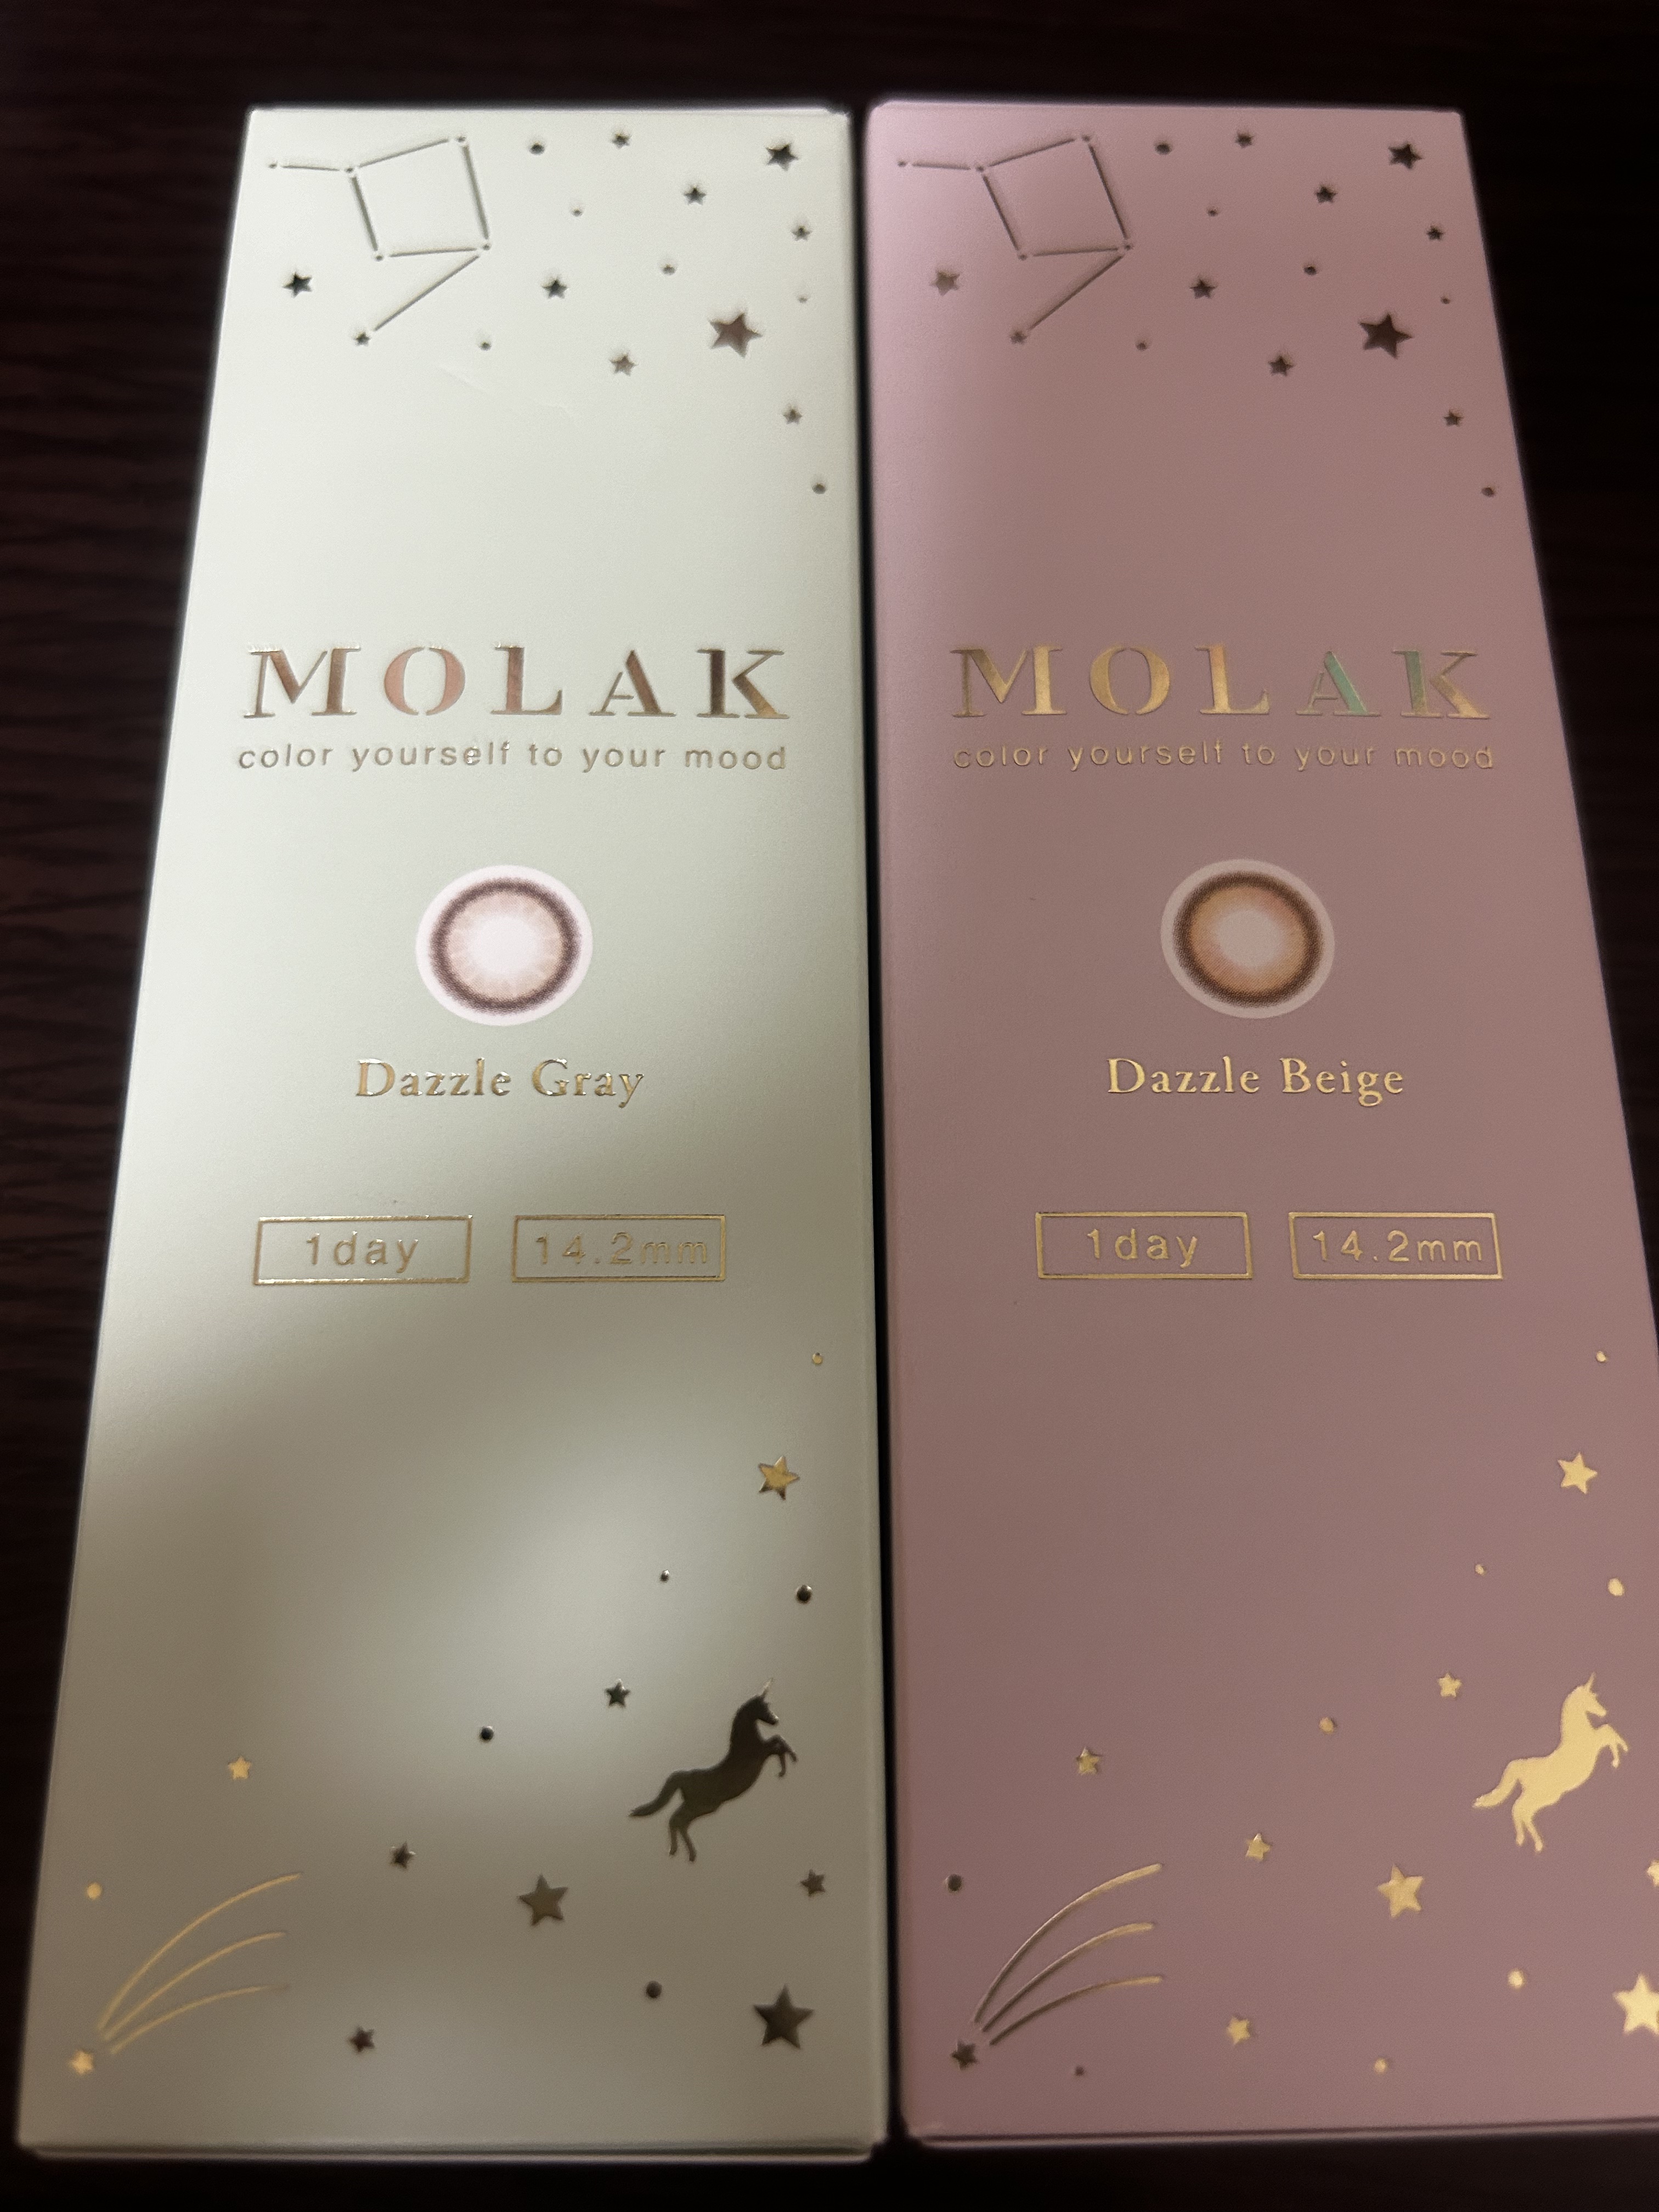 MOLAK
color yourself to your mood
Dazzle Gray
1day
14.2mm
MOLAK
color yourself to your mood
Dazzle Beige
1day
14.2mm